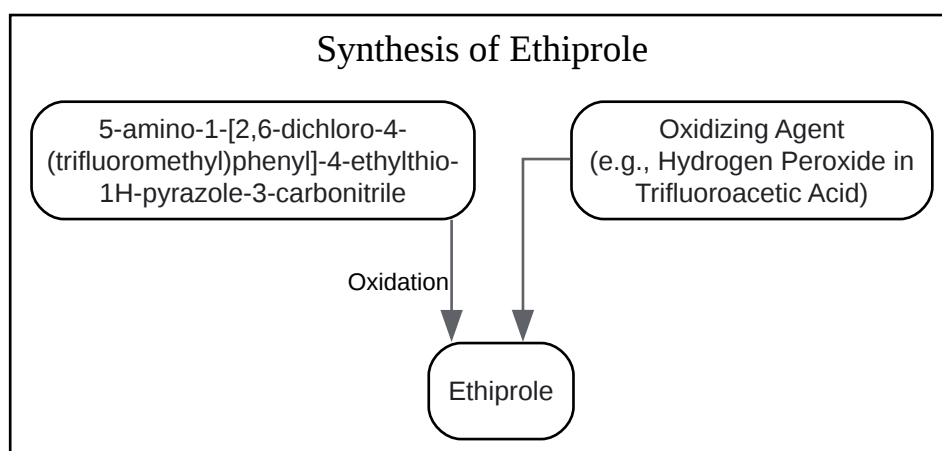 Synthesis of Ethiprole
5-amino-1-[2,6-dichloro-4-
(trifluoromethyl)phenyl]-4-ethylthio-
1H-pyrazole-3-carbonitrile
Oxidizing Agent
(e.g., Hydrogen Peroxide in
Trifluoroacetic Acid)
Oxidation
Ethiprole